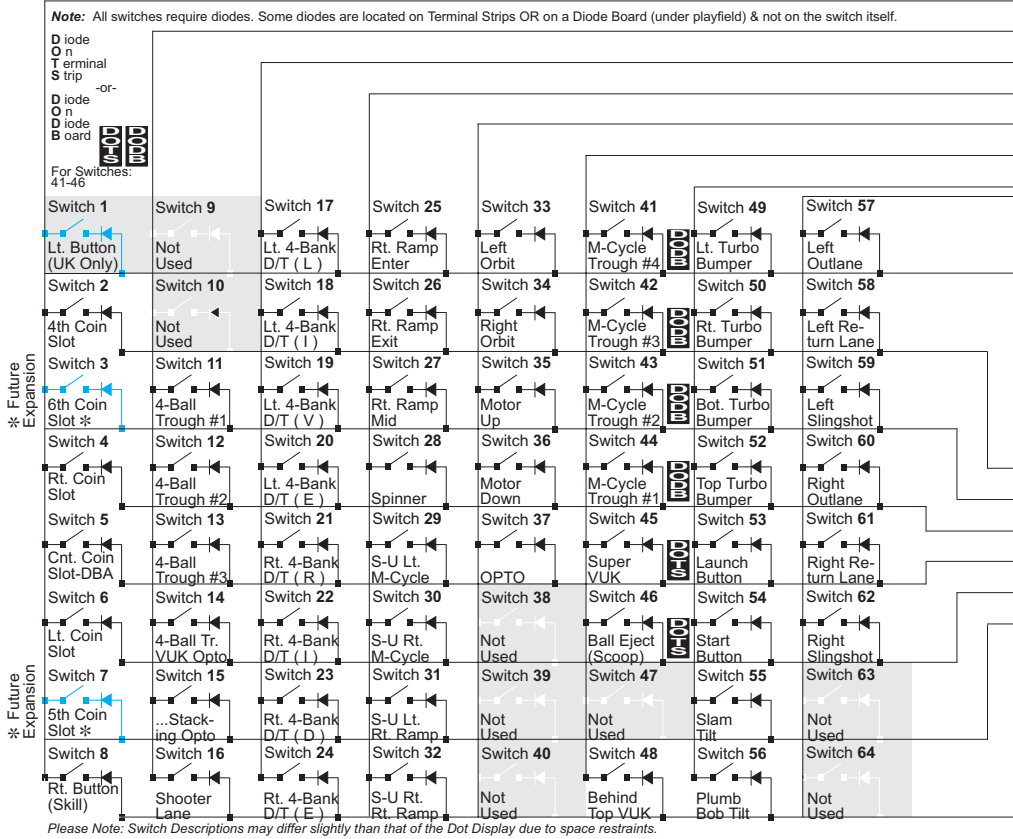 Note: All switches require diodes. Some diodes are located on Terminal Strips OR on a Diode Board (under playfield) & not on the switch itself.
D iode
O n
T erminal
S trip
-or-
D iode
O n
D iode
B oard
DOTS
DODB
For Switches:
41-46
Switch 1
Lt. Button
(UK Only)
Switch 9
Not
Used
Switch 17
Lt. 4-Bank
D/T ( L )
Switch 25
Rt. Ramp
Enter
Switch 33
Left
Orbit
Switch 41
M-Cycle
Trough #4
DODB
Switch 49
Lt. Turbo
Bumper
Switch 57
Left
Outlane
Switch 2
4th Coin
Slot
Switch 10
Not
Used
Switch 18
Lt. 4-Bank
D/T ( I )
Switch 26
Rt. Ramp
Exit
Switch 34
Right
Orbit
Switch 42
M-Cycle
Trough #3
DODB
Switch 50
Rt. Turbo
Bumper
Switch 58
Left Re-
turn Lane
* Future
Expansion
Switch 3
6th Coin
Slot *
Switch 11
4-Ball
Trough #1
Switch 19
Lt. 4-Bank
D/T ( V )
Switch 27
Rt. Ramp
Mid
Switch 35
Motor
Up
Switch 43
M-Cycle
Trough #2
DODB
Switch 51
Bot. Turbo
Bumper
Switch 59
Left
Slingshot
Switch 4
Rt. Coin
Slot
Switch 12
4-Ball
Trough #2
Switch 20
Lt. 4-Bank
D/T ( E )
Switch 28
Spinner
Switch 36
Motor
Down
Switch 44
M-Cycle
Trough #1
DODB
Switch 52
Top Turbo
Bumper
Switch 60
Right
Outlane
Switch 5
Cnt. Coin
Slot-DBA
Switch 13
4-Ball
Trough #3
Switch 21
Rt. 4-Bank
D/T ( R )
Switch 29
S-U Lt.
M-Cycle
Switch 37
OPTO
Switch 45
Super
VUK
DOTS
Switch 53
Launch
Button
Switch 61
Right Re-
turn Lane
Switch 6
Lt. Coin
Slot
Switch 14
4-Ball Tr.
VUK Opto
Switch 22
Rt. 4-Bank
D/T ( I )
Switch 30
S-U Rt.
M-Cycle
Switch 38
Not
Used
Switch 46
Ball Eject
(Scoop)
DOTS
Switch 54
Start
Button
Switch 62
Right
Slingshot
* Future
Expansion
Switch 7
5th Coin
Slot *
Switch 15
...Stack-
ing Opto
Switch 23
Rt. 4-Bank
D/T ( D )
Switch 31
S-U Lt.
Rt. Ramp
Switch 39
Not
Used
Switch 47
Not
Used
Switch 55
Slam
Tilt
Switch 63
Not
Used
Switch 8
Rt. Button
(Skill)
Switch 16
Shooter
Lane
Switch 24
Rt. 4-Bank
D/T ( E )
Switch 32
S-U Rt.
Rt. Ramp
Switch 40
Not
Used
Switch 48
Behind
Top VUK
Switch 56
Plumb
Bob Tilt
Switch 64
Not
Used
Please Note: Switch Descriptions may differ slightly than that of the Dot Display due to space restraints.